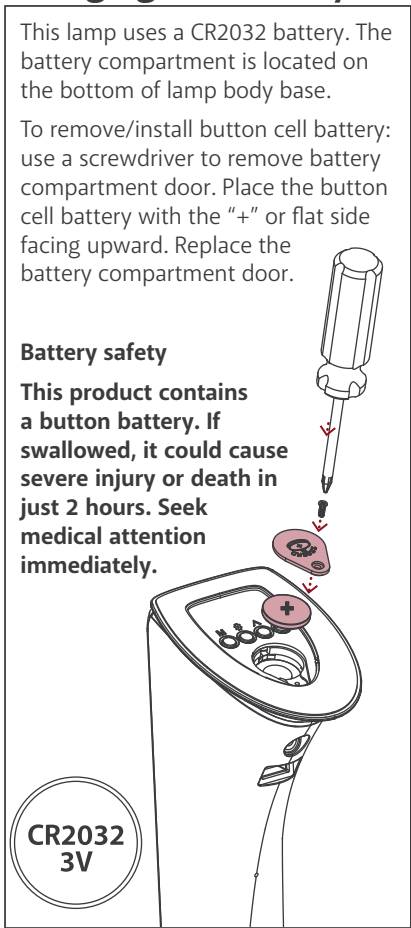 This lamp uses a CR2032 battery. The
battery compartment is located on
the bottom of lamp body base.
To remove/install button cell battery:
use a screwdriver to remove battery
compartment door. Place the button
cell battery with the “+” or flat side
facing upward. Replace the
battery compartment door.
Battery safety
This product contains
a button battery. If
swallowed, it could cause
severe injury or death in
just 2 hours. Seek
medical attention
immediately.
+
CR2032
3V